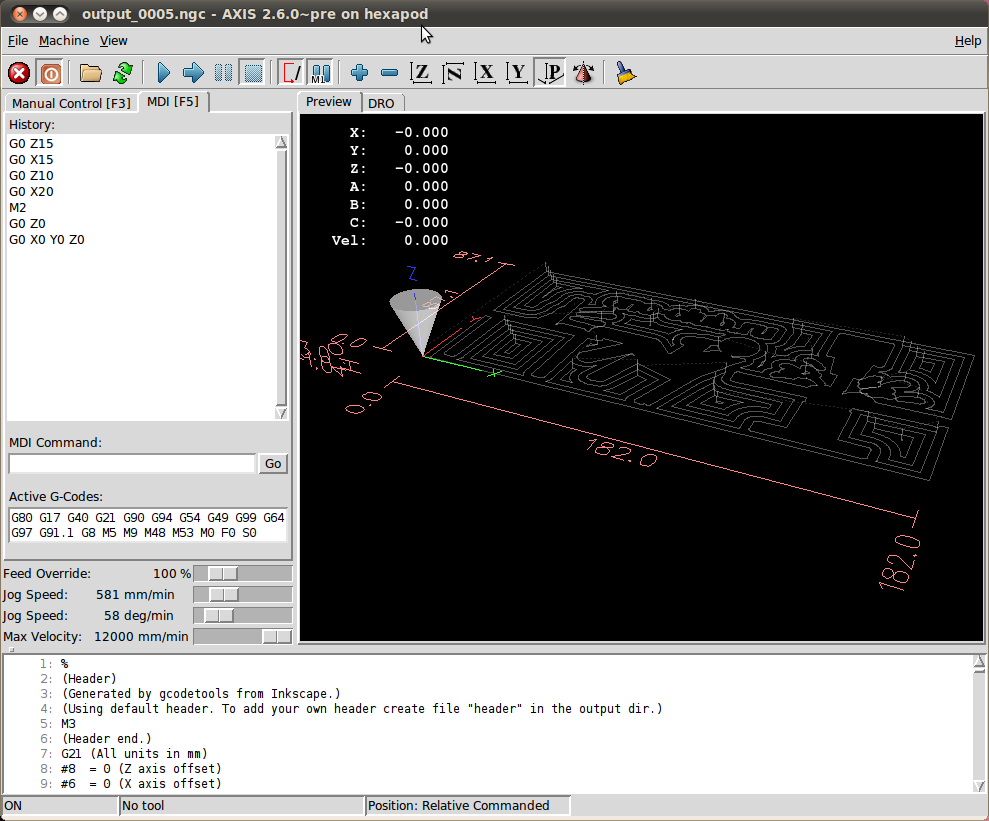 output_0005.ngc - AXIS 2.6.0~pre on hexapod
File Machine View Help
Z N X Y P
M1
Manual Control [F3] MDI [F5]
Preview DRO
History:
G0 Z15
G0 X15
G0 Z10
G0 X20
M2
G0 Z0
G0 X0 Y0 Z0
X: -0.000
Y: 0.000
Z: -0.000
A: 0.000
B: 0.000
C: -0.000
Vel: 0.000
Z
0.0
182.0
182.0
MDI Command:
Go
Active G-Codes:
G80 G17 G40 G21 G90 G94 G54 G49 G99 G64
G97 G91.1 G8 M5 M9 M48 M53 M0 F0 S0
Feed Override: 100 %
Jog Speed: 581 mm/min
Jog Speed: 58 deg/min
Max Velocity: 12000 mm/min
1: %
2: (Header)
3: (Generated by gcodetools from Inkscape.)
4: (Using default header. To add your own header create file "header" in the output dir.)
5: M3
6: (Header end.)
7: G21 (All units in mm)
8: #8 = 0 (Z axis offset)
9: #6 = 0 (X axis offset)
ON
No tool
Position: Relative Commanded